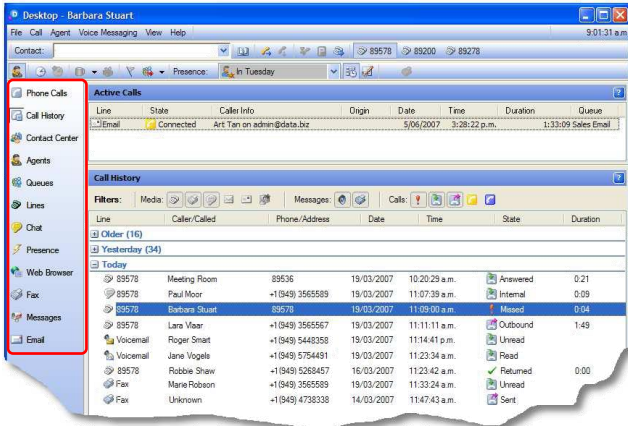 Desktop - Barbara Stuart
File Call Agent Voice Messaging View Help 9:01:31 a.m
Contact: 89578 89200 89278
Presence: In Tuesday
Phone Calls
Call History
Contact Center
Agents
Queues
Lines
Chat
Presence
Web Browser
Fax
Messages
Email
Active Calls
Line State Caller Info Origin Date Time Duration Queue
Email Connected Art Tan on admin@data.biz 5/06/2007 3:28:22 p.m. 1:33:09 Sales Email
Call History
Filters: Media: Messages: Calls:
Line Caller/Called Phone/Address Date Time State Duration
Older (16)
Yesterday (34)
Today
89578 Meeting Room 89536 19/03/2007 10:20:29 a.m. Answered 0:21
89578 Paul Moor +1(949) 3565589 19/03/2007 11:07:39 a.m. Internal 0:09
89578 Barbara Stuart 89578 19/03/2007 11:09:00 a.m. Missed 0:04
89578 Lara Vlaar +1(949) 3565567 19/03/2007 11:11:11 a.m. Outbound 1:49
Voicemail Roger Smart +1(949) 5448358 19/03/2007 11:14:41 p.m. Unread
Voicemail Jane Vogels +1(949) 5754491 19/03/2007 11:23:34 a.m. Read
89578 Robbie Shaw +1(949) 5268457 16/03/2007 11:23:42 a.m. Returned 0:00
Fax Marie Robson +1(949) 3565589 19/03/2007 11:33:24 a.m. Unread
Fax Unknown +1(949) 4738338 14/03/2007 11:47:43 a.m. Sent